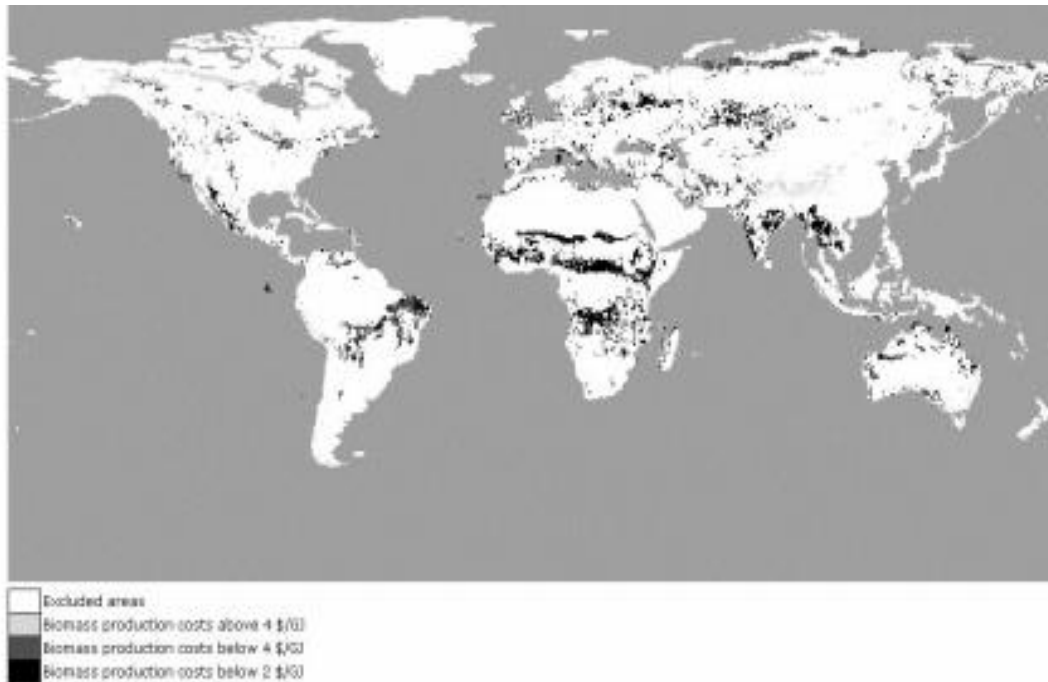 Excluded areas
Biomass production costs above 4 $/GJ
Biomass production costs below 4 $/GJ
Biomass production costs below 2 $/GJ